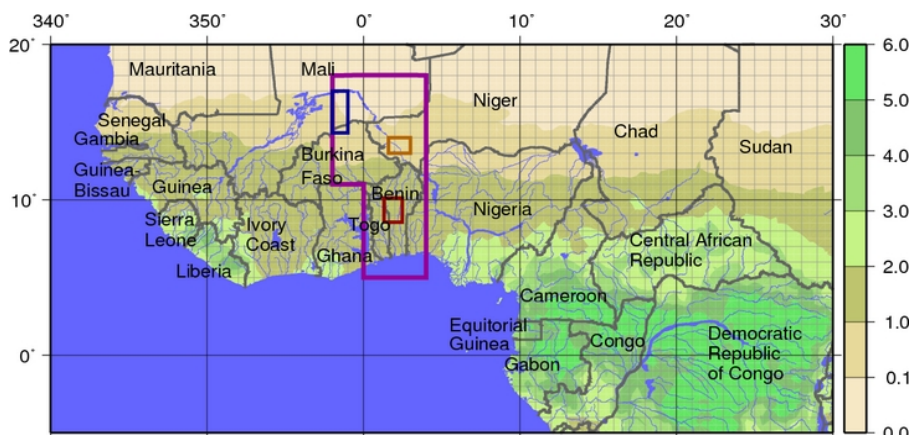 340° 350° 0° 10° 20° 30°
20°
10°
0°
Mauritania
Mali
Niger
Chad
Sudan
Senegal
Gambia
Guinea-
Bissau
Guinea
Burkina
Faso
Benin
Sierra
Leone
Ivory
Coast
Togo
Nigeria
Ghana
Liberia
Central African
Republic
Cameroon
Equitorial
Guinea
Congo
Gabon
Democratic
Republic
of Congo
6.0
5.0
4.0
3.0
2.0
1.0
0.1
0.0